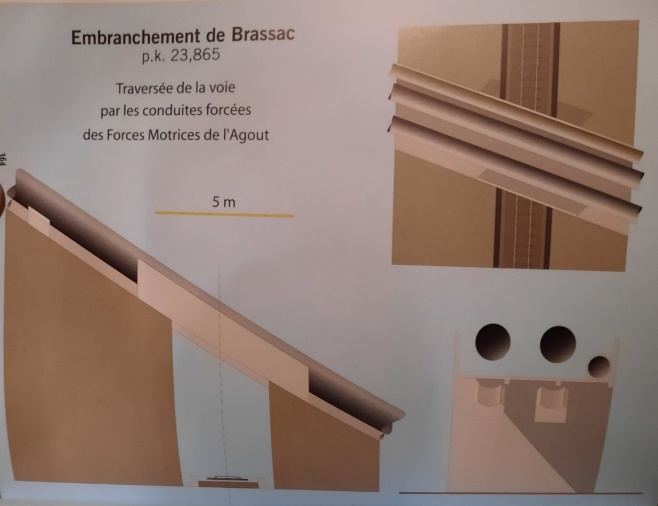 Embranchement de Brassac
p.k. 23,865
Traversée de la voie
par les conduites forcées
des Forces Motrices de l'Agout
5 m
364